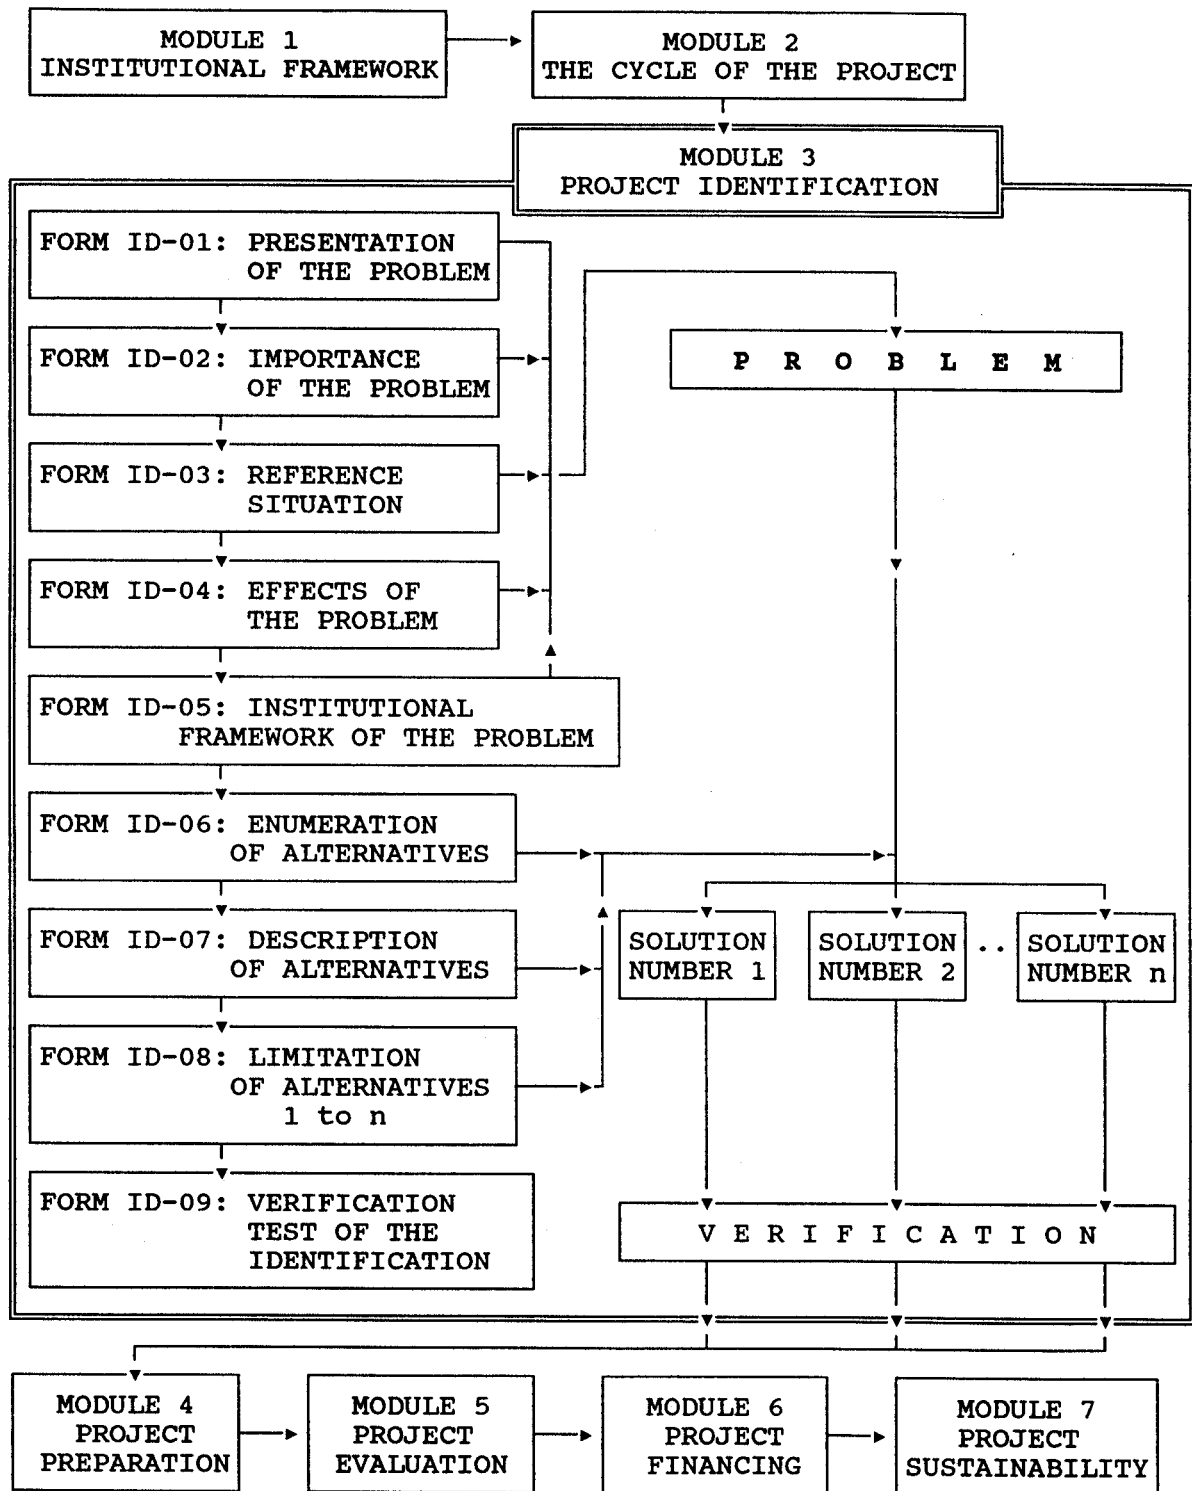 MODULE 1
INSTITUTIONAL FRAMEWORK
MODULE 2
THE CYCLE OF THE PROJECT
MODULE 3
PROJECT IDENTIFICATION
FORM ID-01: PRESENTATION
OF THE PROBLEM
FORM ID-02: IMPORTANCE
OF THE PROBLEM
P R O B L E M
FORM ID-03: REFERENCE
SITUATION
FORM ID-04: EFFECTS OF
THE PROBLEM
FORM ID-05: INSTITUTIONAL
FRAMEWORK OF THE PROBLEM
FORM ID-06: ENUMERATION
OF ALTERNATIVES
FORM ID-07: DESCRIPTION
OF ALTERNATIVES
SOLUTION
NUMBER 1
SOLUTION
NUMBER 2
..
SOLUTION
NUMBER n
FORM ID-08: LIMITATION
OF ALTERNATIVES
1 to n
FORM ID-09: VERIFICATION
TEST OF THE
IDENTIFICATION
V E R I F I C A T I O N
MODULE 4
PROJECT
PREPARATION
MODULE 5
PROJECT
EVALUATION
MODULE 6
PROJECT
FINANCING
MODULE 7
PROJECT
SUSTAINABILITY